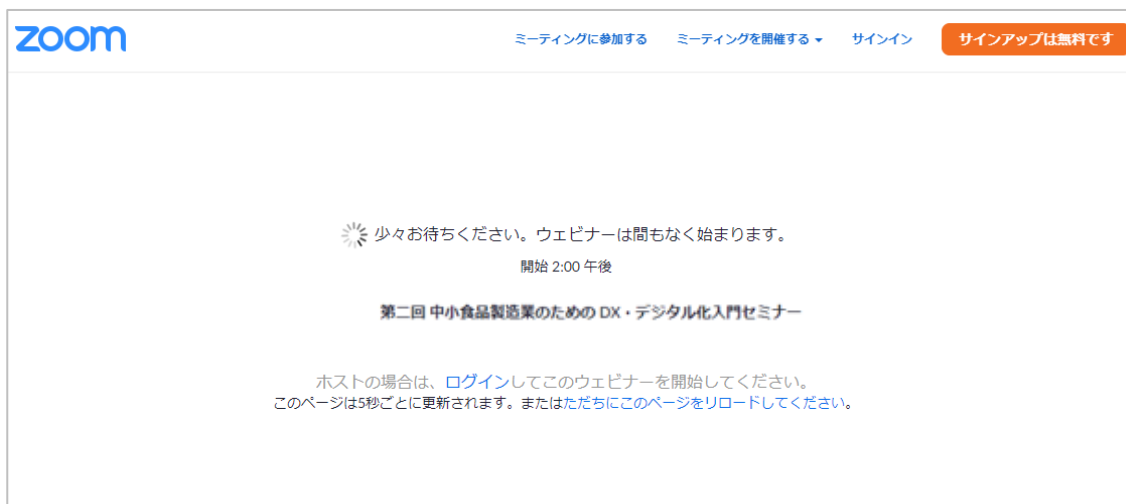 zoom ミーティングに参加する ミーティングを開催する サインイン サインアップは無料です
少々お待ちください。ウェビナーは間もなく始まります。
開始 2:00 午後
第二回 中小食品製造業のための DX・デジタル化入門セミナー
ホストの場合は、ログインしてこのウェビナーを開始してください。
このページは5秒ごとに更新されます。またはただちにこのページをリロードしてください。